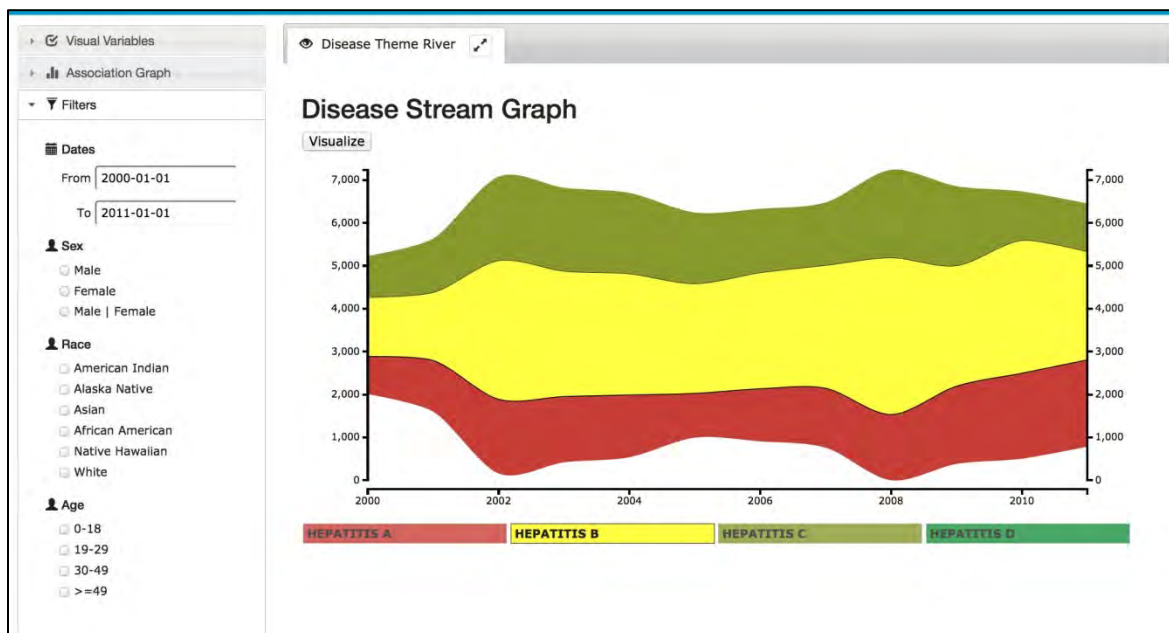 Visual Variables
Association Graph
Filters
Dates
From 2000-01-01
To 2011-01-01
Sex
Male
Female
Male | Female
Race
American Indian
Alaska Native
Asian
African American
Native Hawaiian
White
Age
0-18
19-29
30-49
>=49
Disease Theme River
Disease Stream Graph
Visualize
7,000 7,000
6,000 6,000
5,000 5,000
4,000 4,000
3,000 3,000
2,000 2,000
1,000 1,000
0 0
2000 2002 2004 2006 2008 2010
HEPATITIS A HEPATITIS B HEPATITIS C HEPATITIS D